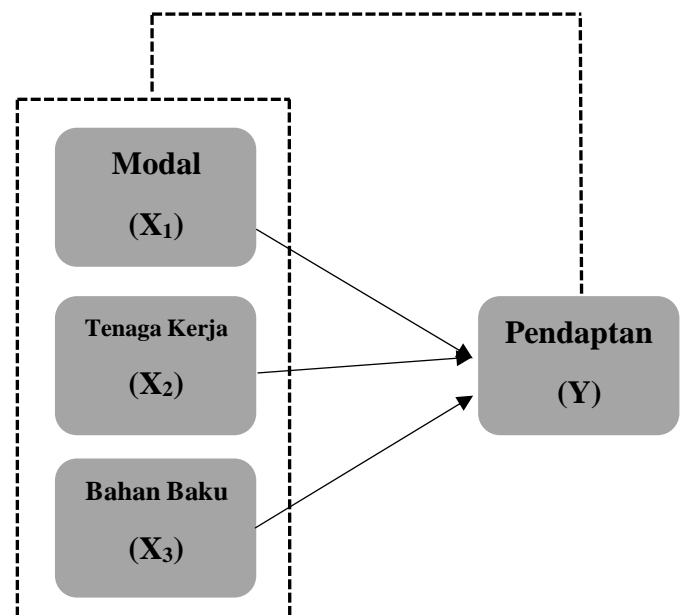 Modal
(X₁)
Tenaga Kerja
(X₂)
Bahan Baku
(X₃)
Pendaptan
(Y)